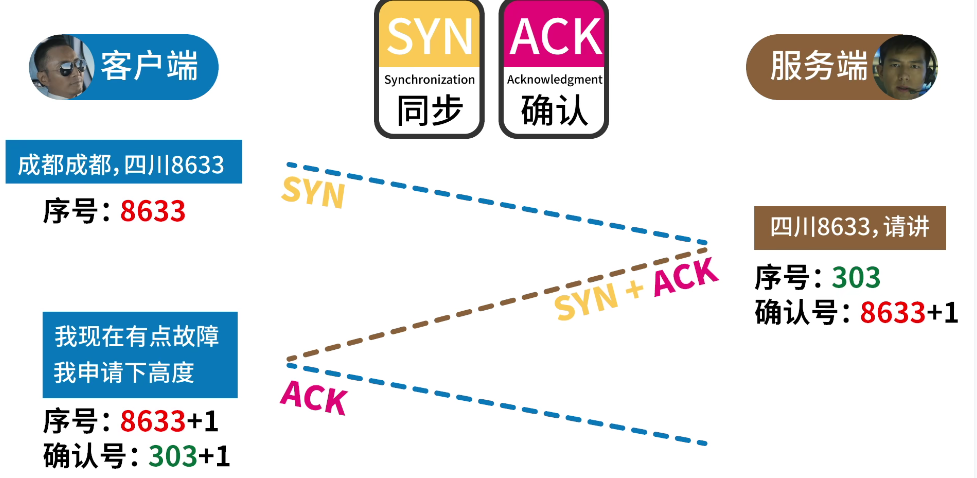 客户端
SYN
Synchronization
同步
ACK
Acknowledgment
确认
服务端
成都成都，四川8633
序号：8633
SYN
四川8633，请讲
序号：303
确认号：8633+1
SYN + ACK
我现在有点故障
我申请下高度
序号：8633+1
确认号：303+1
ACK